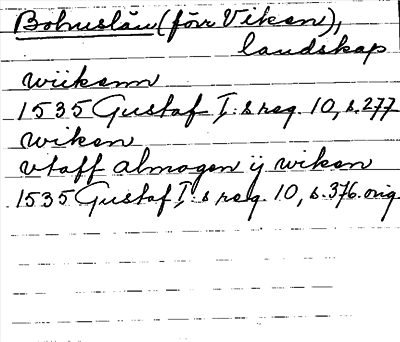 Bohuslän (förr Viken),
landskap
wiikenn
1535 Gustaf I:s reg. 10, s. 277
wiken
vtaff almogen ij wiken
1535 Gustaf I:s reg. 10, s. 376. orig.